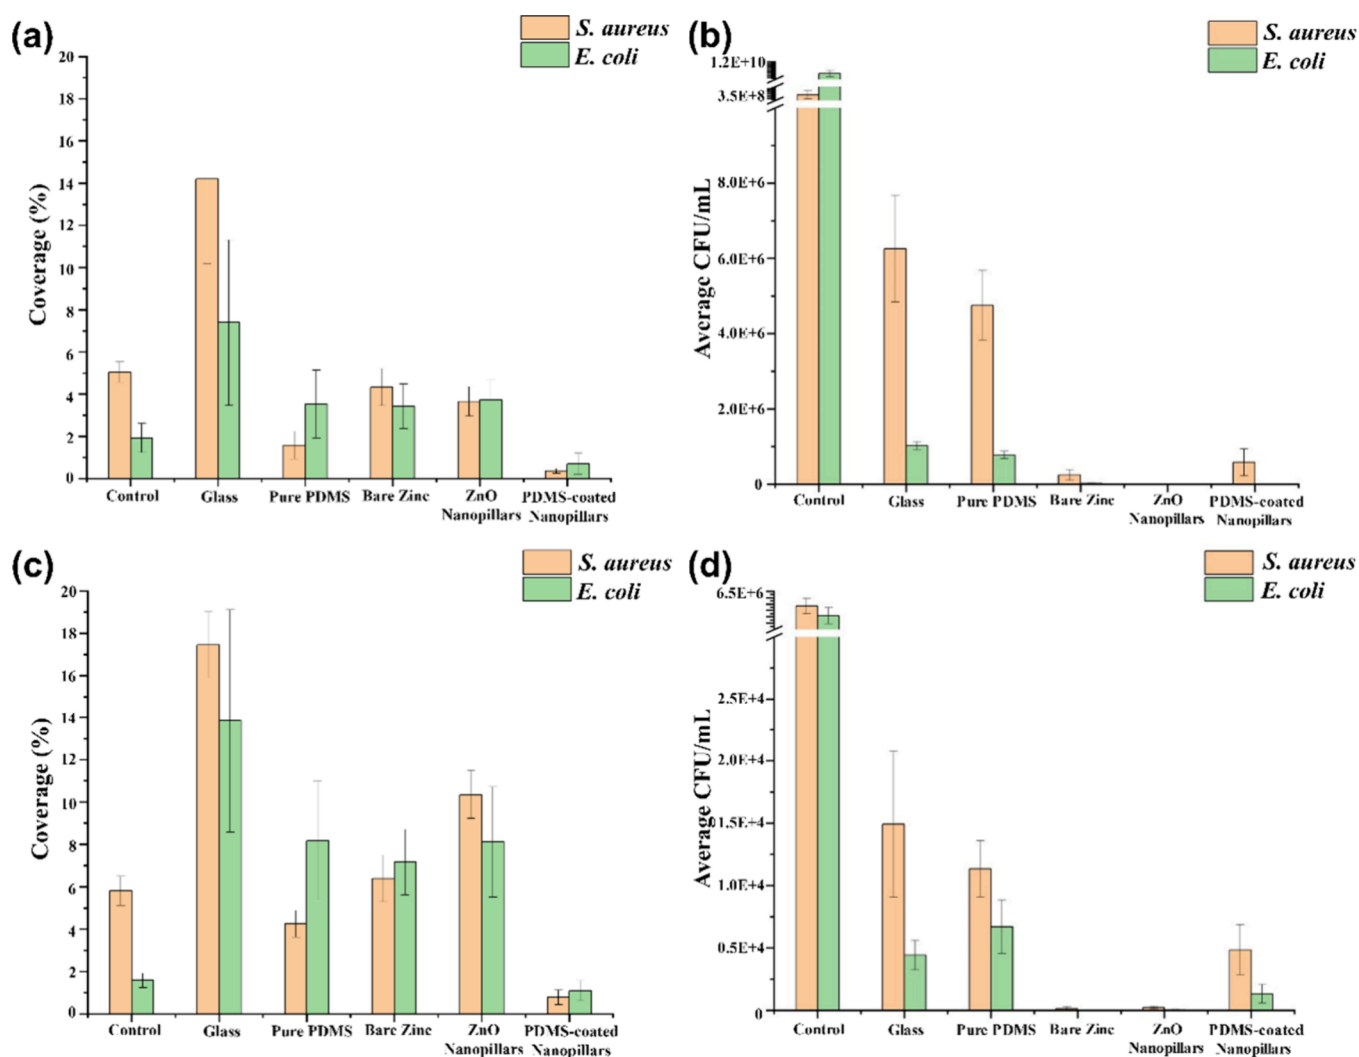 (a)
S. aureus
E. coli
Coverage (%)
20
18
16
14
12
10
8
6
4
2
0
Control
Glass
Pure PDMS
Bare Zinc
ZnO
Nanopillars
PDMS-coated
Nanopillars
(b)
S. aureus
E. coli
Average CFU/mL
1.2E+10
3.5E+8
8.0E+6
6.0E+6
4.0E+6
2.0E+6
0
Control
Glass
Pure PDMS
Bare Zinc
ZnO
Nanopillars
PDMS-coated
Nanopillars
(c)
S. aureus
E. coli
Coverage (%)
20
18
16
14
12
10
8
6
4
2
0
Control
Glass
Pure PDMS
Bare Zinc
ZnO
Nanopillars
PDMS-coated
Nanopillars
(d)
S. aureus
E. coli
Average CFU/mL
6.5E+6
2.5E+4
2.0E+4
1.5E+4
1.0E+4
0.5E+4
0
Control
Glass
Pure PDMS
Bare Zinc
ZnO
Nanopillars
PDMS-coated
Nanopillars